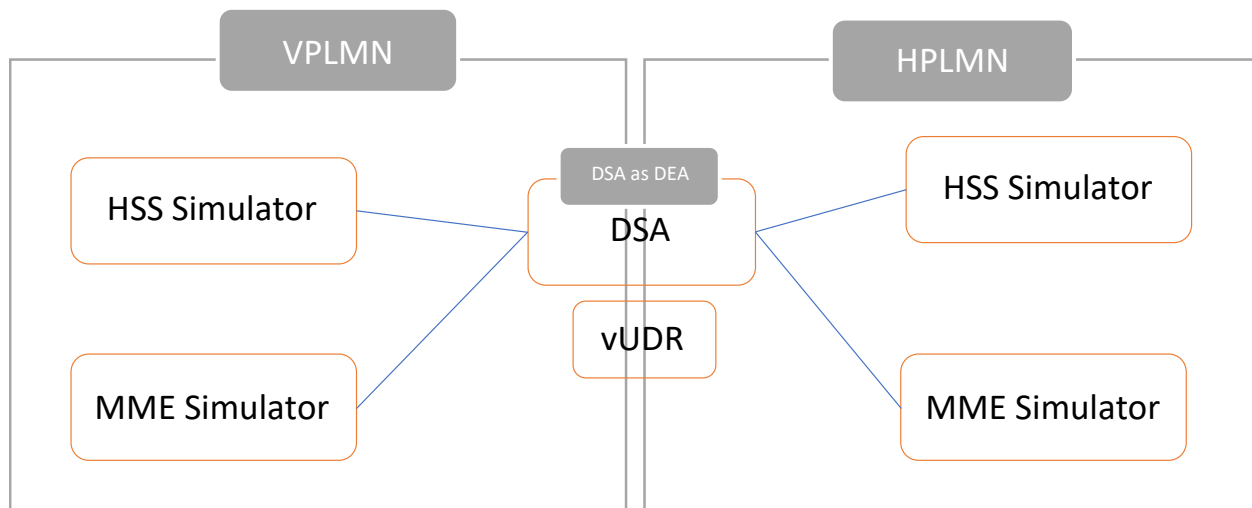 VPLMN
HPLMN
HSS Simulator
DSA as DEA
HSS Simulator
DSA
vUDR
MME Simulator
MME Simulator